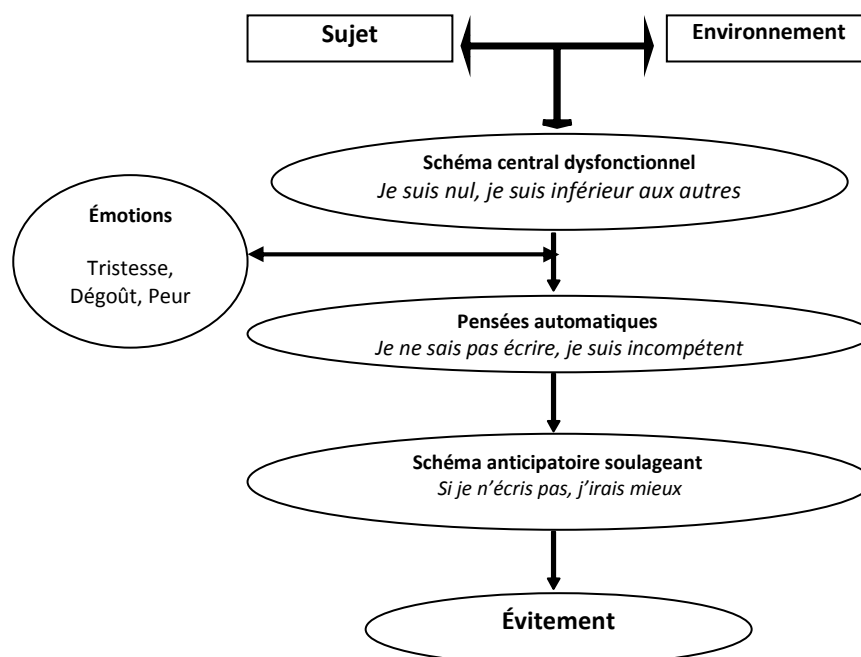 Sujet
Environnement
Schéma central dysfonctionnel
Je suis nul, je suis inférieur aux autres
Émotions
Tristesse,
Dégoût, Peur
Pensées automatiques
Je ne sais pas écrire, je suis incompétent
Schéma anticipatoire soulageant
Si je n’écris pas, j’irais mieux
Évitement